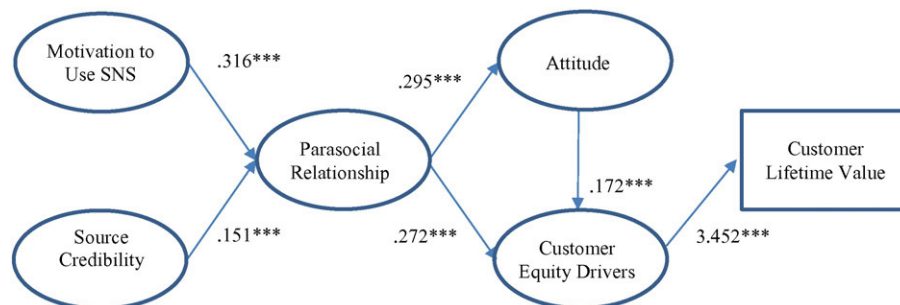 Motivation to
Use SNS
.316***
.295***
Attitude
Parasocial
Relationship
Customer
Lifetime Value
.172***
Source
Credibility
.151***
.272***
Customer
Equity Drivers
3.452***